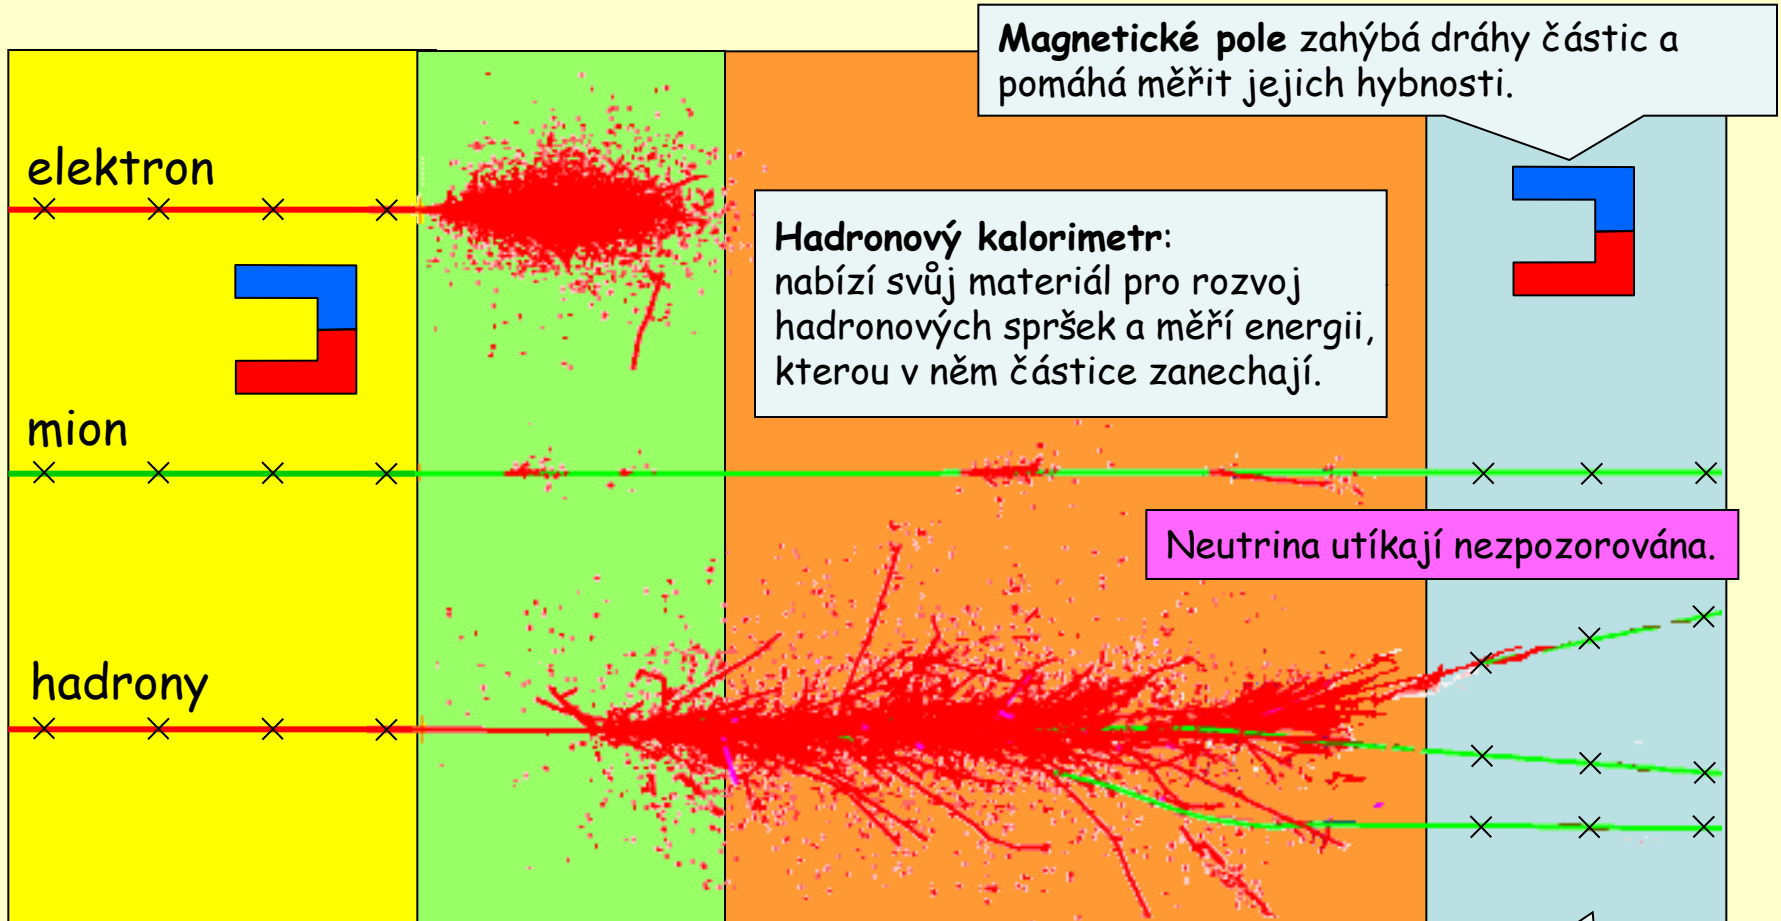 Magnetické pole zahýbá dráhy částic a
pomáhá měřit jejich hybnosti.
elektron
Hadronový kalorimetr:
nabízí svůj materiál pro rozvoj
hadronových spršek a měří energii,
kterou v něm částice zanechají.
mion
Neutrina utíkají nezpozorována.
hadrony